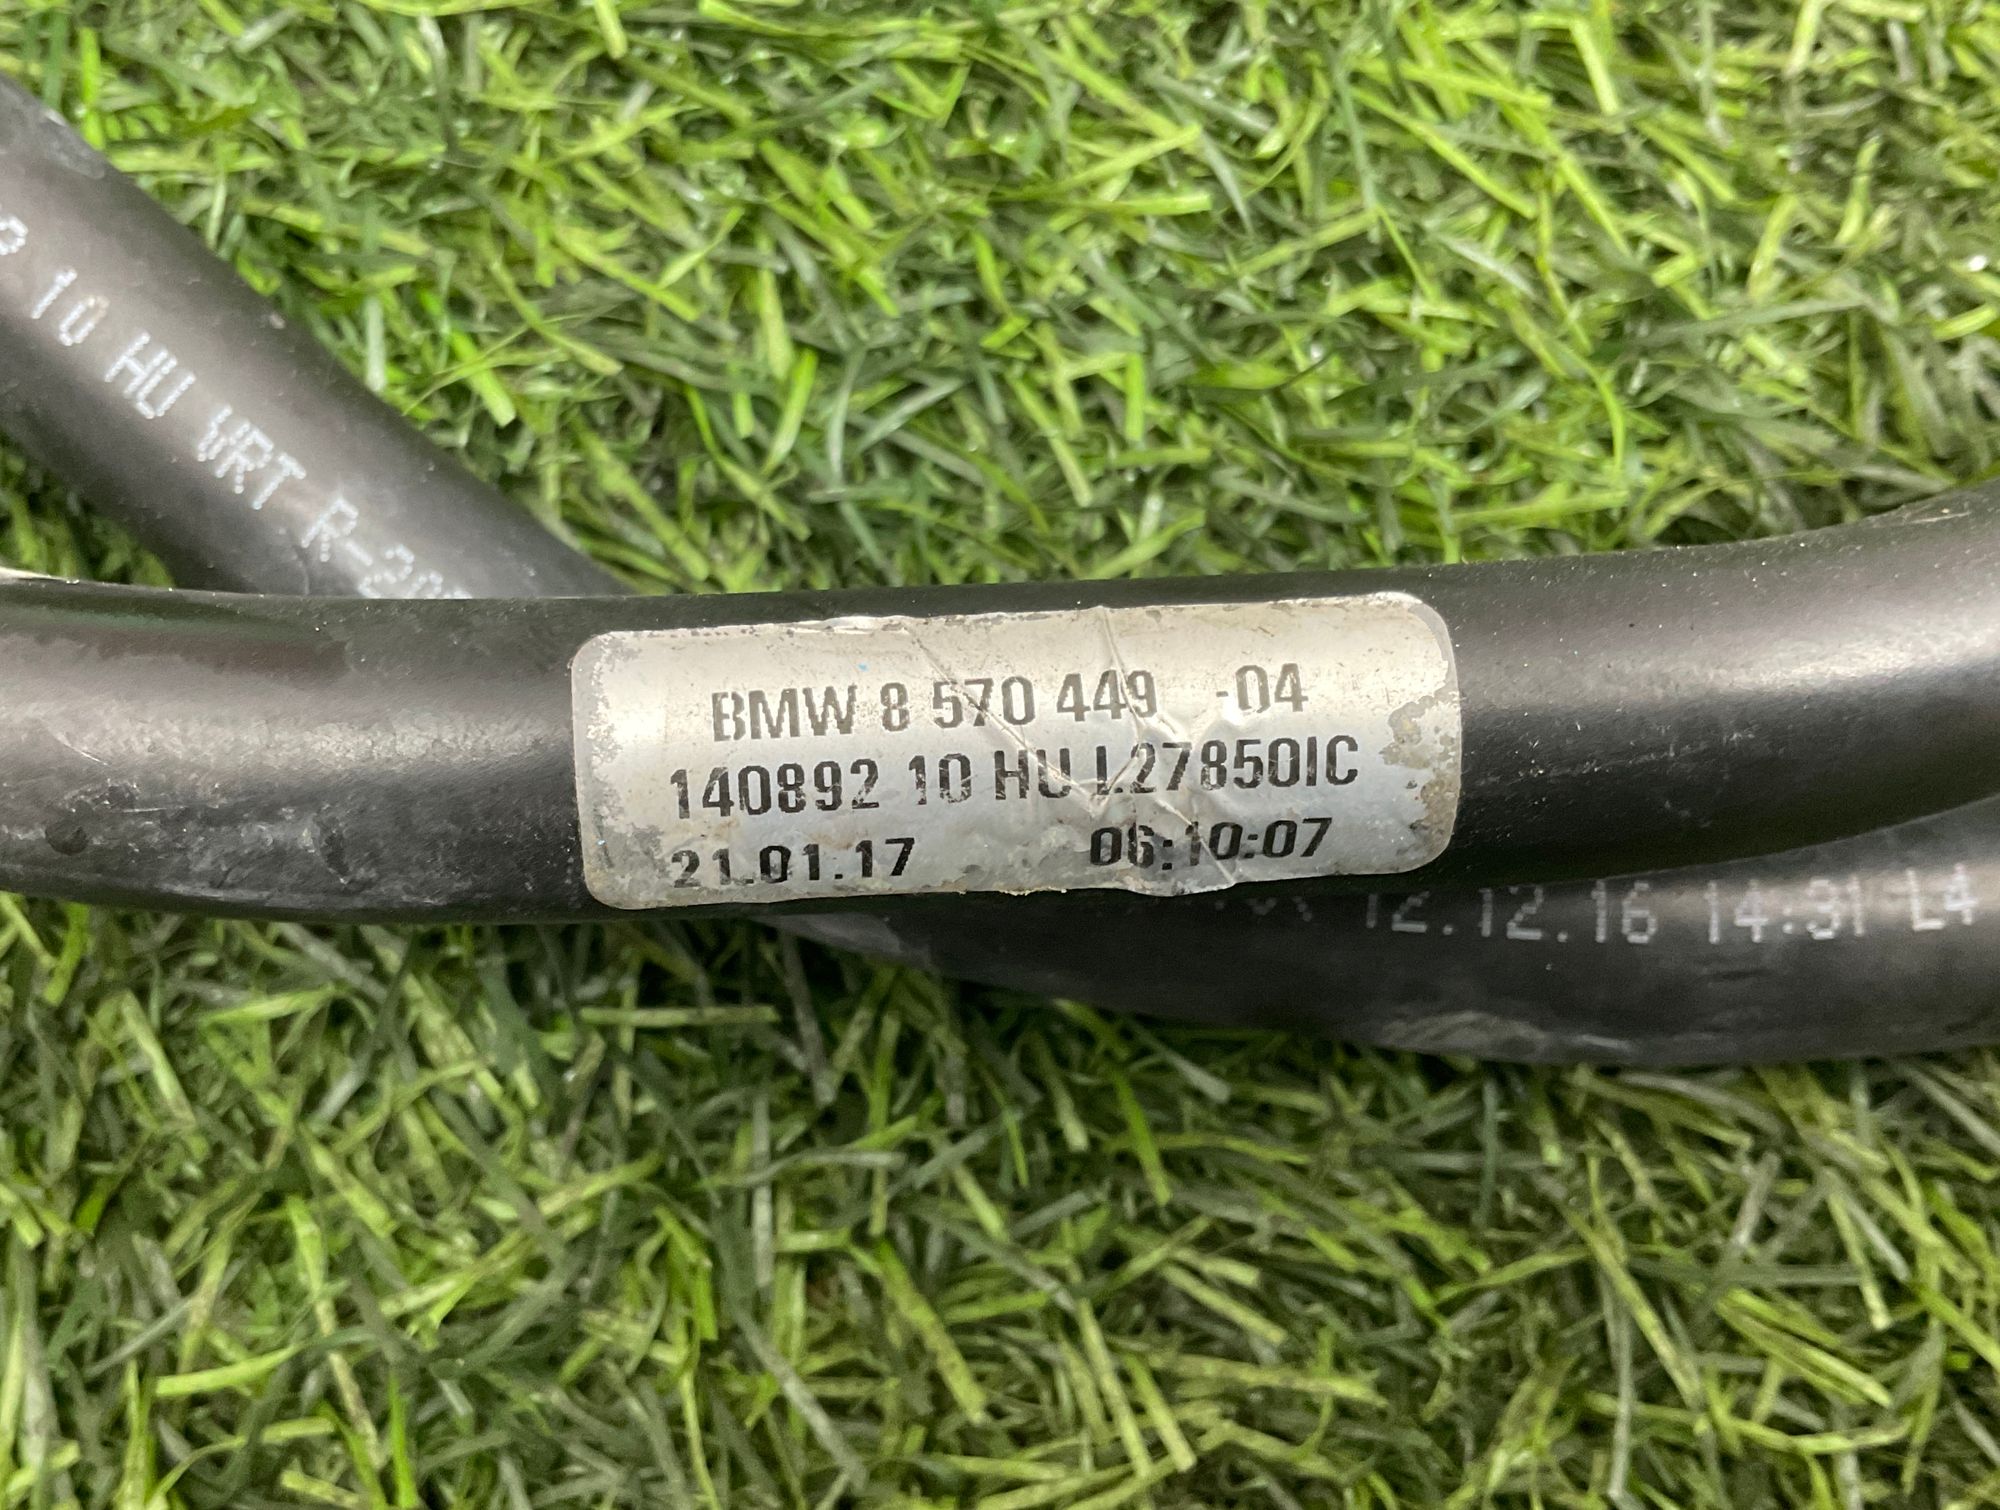 10 HU VRT R-
BMW 8 570 449 -04
140892 10 HU L27850IC
21.01.17 06:10:07
12.12.16 14:31 L4